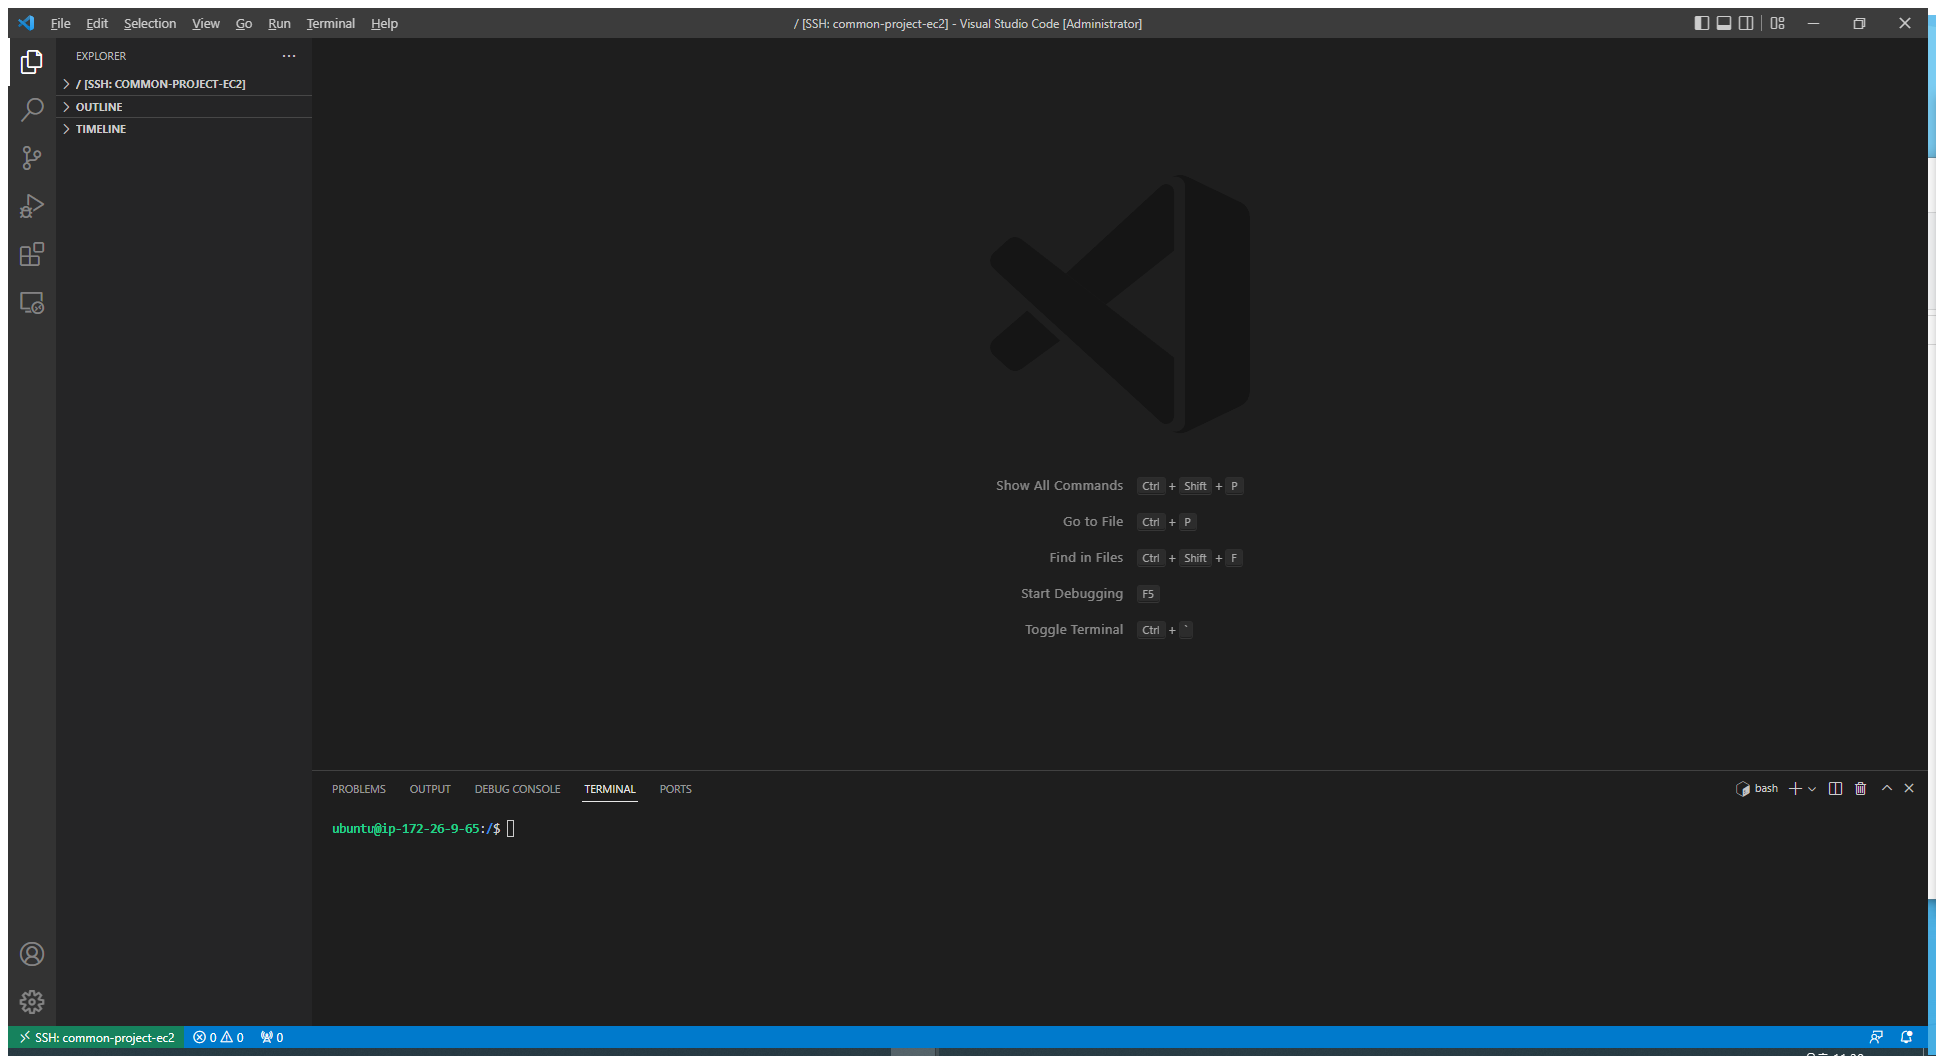 File Edit Selection View Go Run Terminal Help
/ [SSH: common-project-ec2] - Visual Studio Code [Administrator]
EXPLORER
/ [SSH: COMMON-PROJECT-EC2]
OUTLINE
TIMELINE
Show All Commands Ctrl + Shift + P
Go to File Ctrl + P
Find in Files Ctrl + Shift + F
Start Debugging F5
Toggle Terminal Ctrl + `
PROBLEMS OUTPUT DEBUG CONSOLE TERMINAL PORTS
bash
ubuntu@ip-172-26-9-65:/$
SSH: common-project-ec2 0 0 0